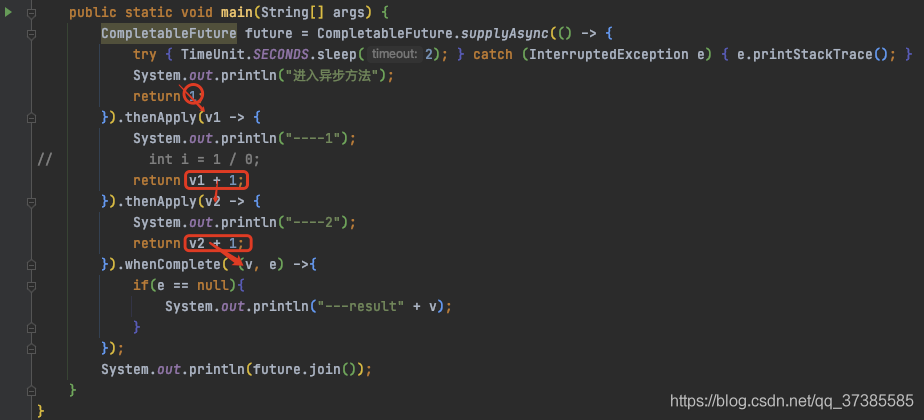 public static void main(String[] args) {
CompletableFuture future = CompletableFuture.supplyAsync(() -> {
try { TimeUnit.SECONDS.sleep( timeout: 2); } catch (InterruptedException e) { e.printStackTrace(); }
System.out.println("进入异步方法");
return 1;
}).thenApply(v1 -> {
System.out.println("----1");
// int i = 1 / 0;
return v1 + 1;
}).thenApply(v2 -> {
System.out.println("----2");
return v2 + 1;
}).whenComplete( (v, e) ->{
if(e == null){
System.out.println("---result" + v);
}
});
System.out.println(future.join());
}
}
https://blog.csdn.net/qq_37385585